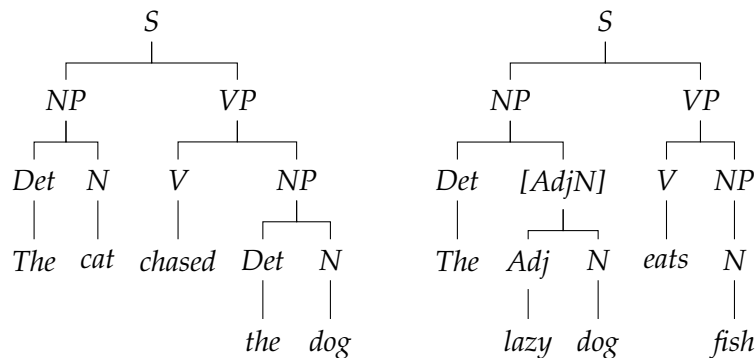 S S
NP VP NP VP
Det N V NP Det [AdjN] V NP
The cat chased Det N The Adj N eats N
the dog lazy dog fish